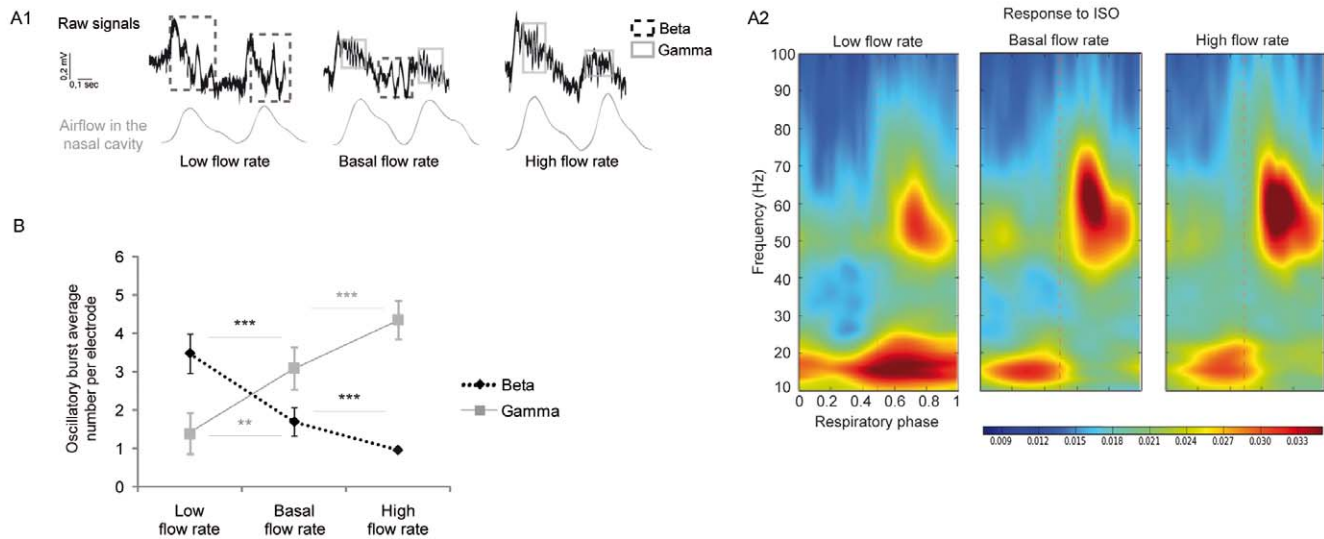 A1
Raw signals
0,2 mV
0,1 sec
Beta
Gamma
Airflow in the
nasal cavity
Low flow rate
Basal flow rate
High flow rate
A2
Response to ISO
Low flow rate
Basal flow rate
High flow rate
Frequency (Hz)
100
90
80
70
60
50
40
30
20
10
0
0.2
0.4
0.6
0.8
1
Respiratory phase
0.009
0.012
0.015
0.018
0.021
0.024
0.027
0.030
0.033
B
Oscillatory burst average
number per electrode
6
5
4
3
2
1
0
***
***
***
**
Beta
Gamma
Low
flow rate
Basal
flow rate
High
flow rate